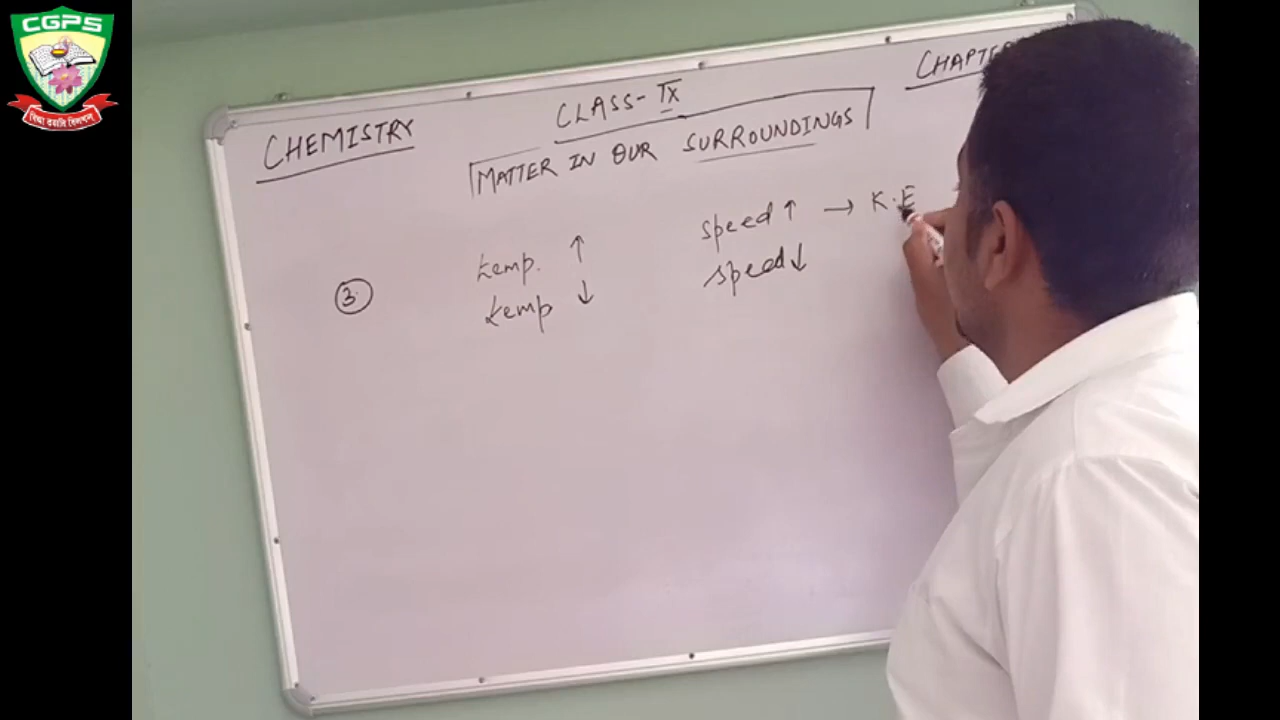 CGPS
विद्या
CHEMISTRY
CLASS - IX
CHAPTE
MATTER IN OUR SURROUNDINGS
3.
temp. ↑ speed ↑ → K.E
temp ↓ speed ↓